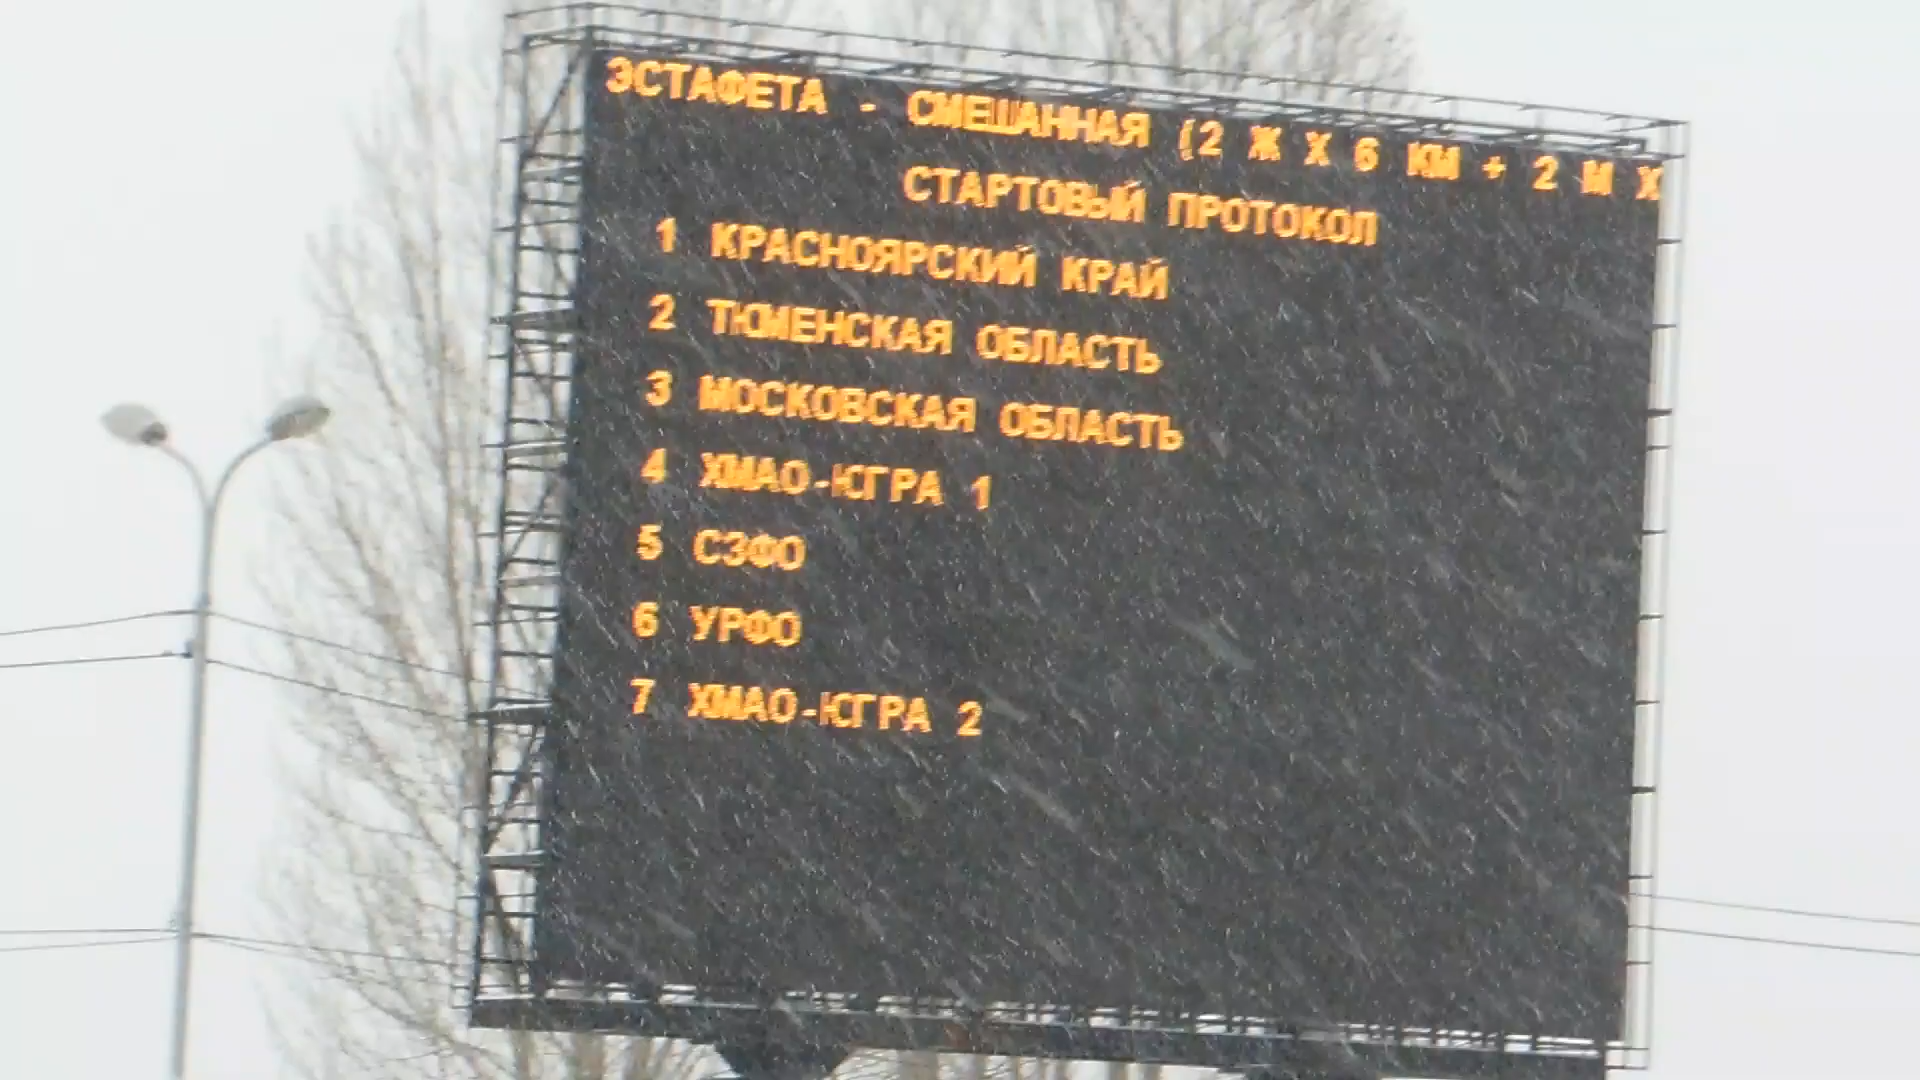 ЭСТАФЕТА - СМЕШАННАЯ (2 Ж Х 6 КМ + 2 М Х
СТАРТОВЫЙ ПРОТОКОЛ
1 КРАСНОЯРСКИЙ КРАЙ
2 ТЮМЕНСКАЯ ОБЛАСТЬ
3 МОСКОВСКАЯ ОБЛАСТЬ
4 ХМАО-ЮГРА 1
5 СЗФО
6 УРФО
7 ХМАО-ЮГРА 2